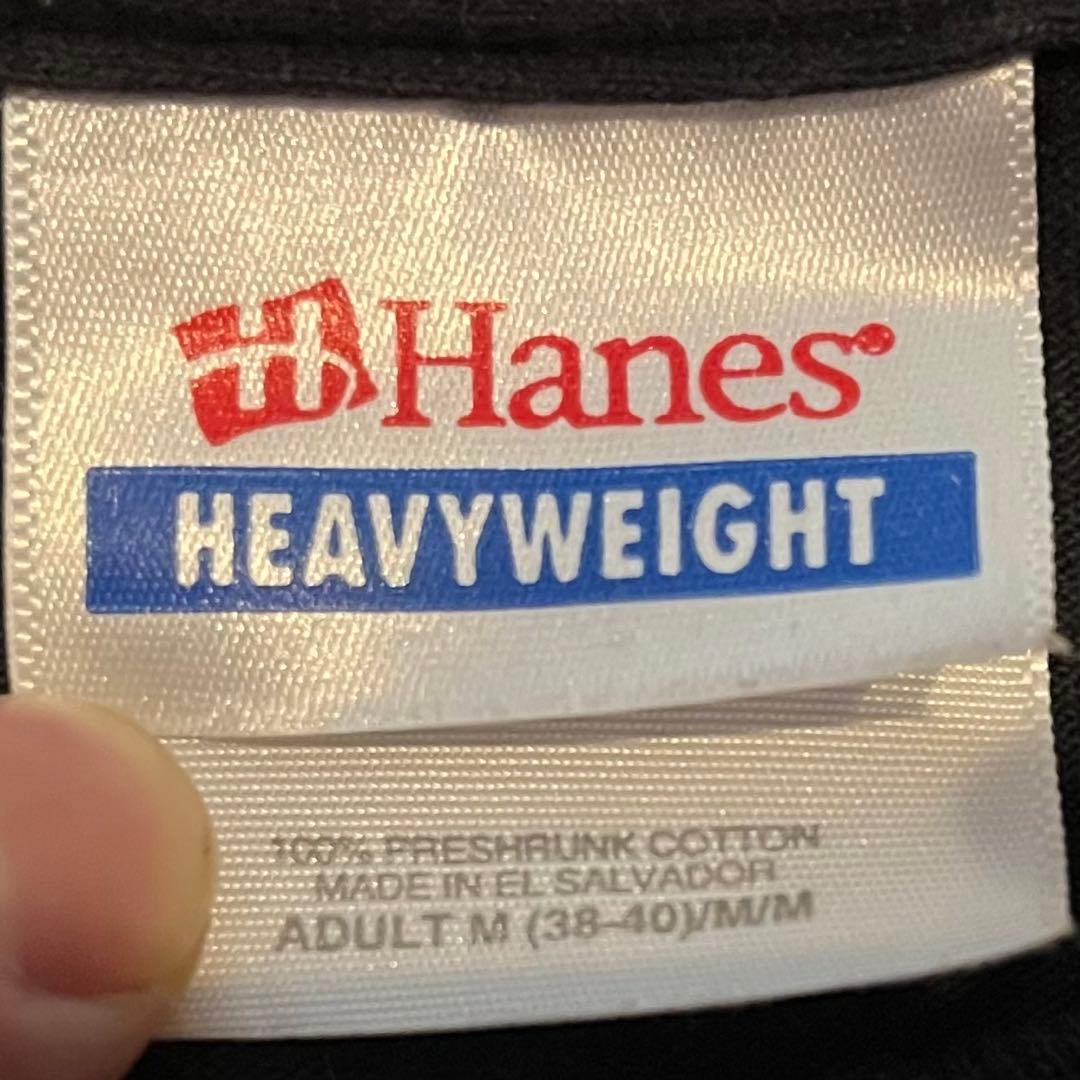 Hanes
HEAVYWEIGHT
100% PRESHRUNK COTTON
MADE IN EL SALVADOR
ADULT M (38-40)/M/M